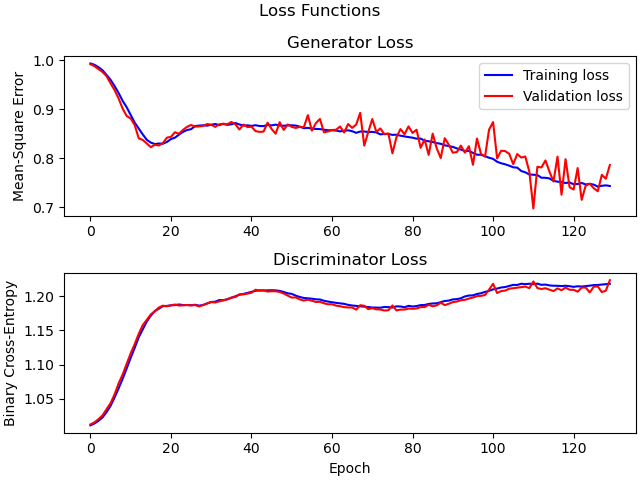 Loss Functions
Generator Loss
Mean-Square Error
1.0
0.9
0.8
0.7
Training loss
Validation loss
0 20 40 60 80 100 120
Discriminator Loss
Binary Cross-Entropy
1.20
1.15
1.10
1.05
0 20 40 60 80 100 120
Epoch